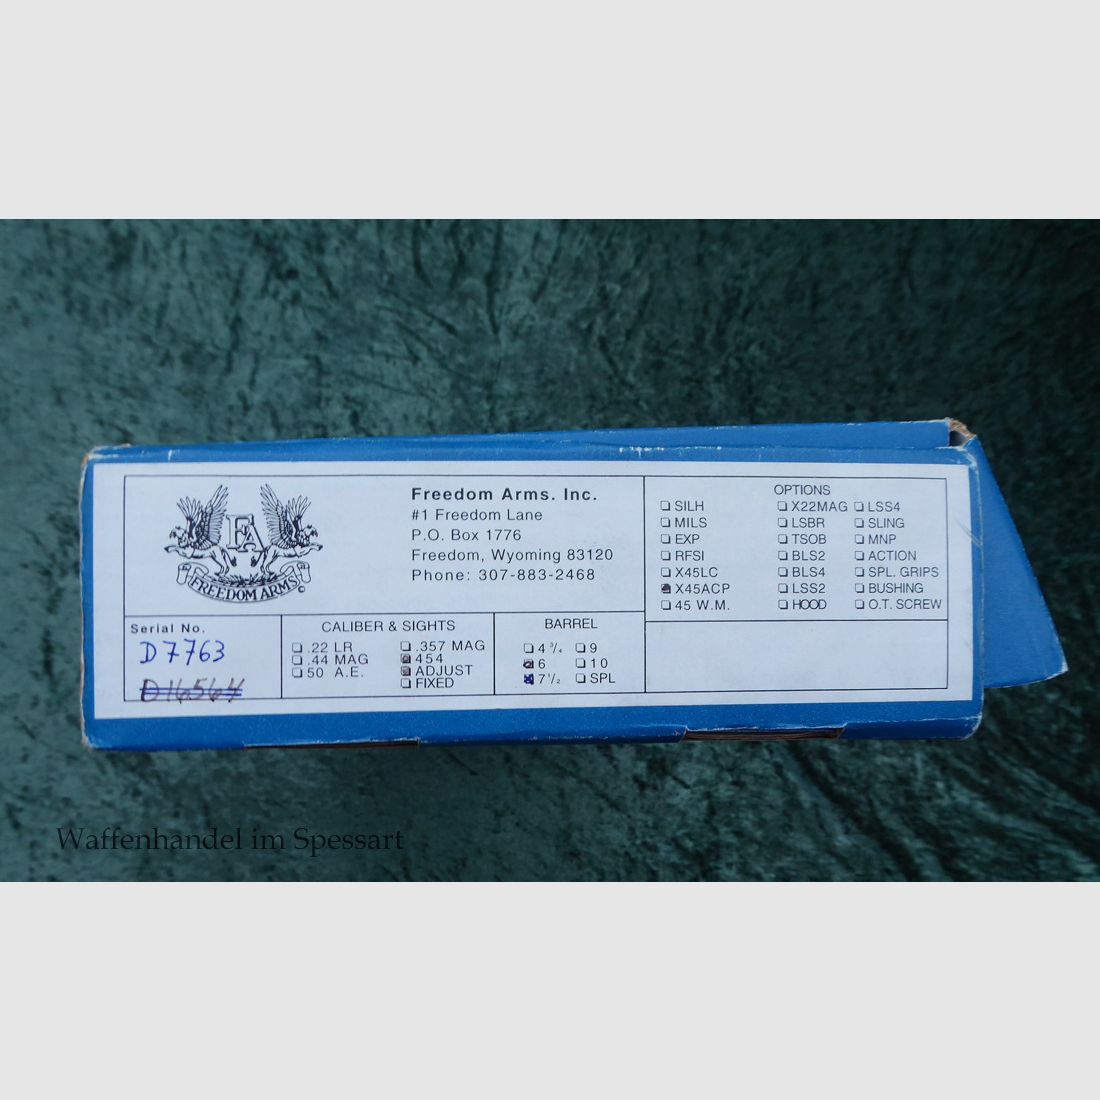 FA
FREEDOM ARMS
©
Freedom Arms. Inc.
#1 Freedom Lane
P.O. Box 1776
Freedom, Wyoming 83120
Phone: 307-883-2468
Serial No.
D7763
D16564
CALIBER & SIGHTS
.22 LR
.44 MAG
50 A.E.
.357 MAG
454
ADJUST
FIXED
BARREL
4 3/4
6
7 1/2
9
10
SPL
OPTIONS
SILH
MILS
EXP
RFSI
X45LC
X45ACP
45 W.M.
X22MAG
LSBR
TSOB
BLS2
BLS4
LSS2
HOOD
LSS4
SLING
MNP
ACTION
SPL. GRIPS
BUSHING
O.T. SCREW
Waffenhandel im Spessart